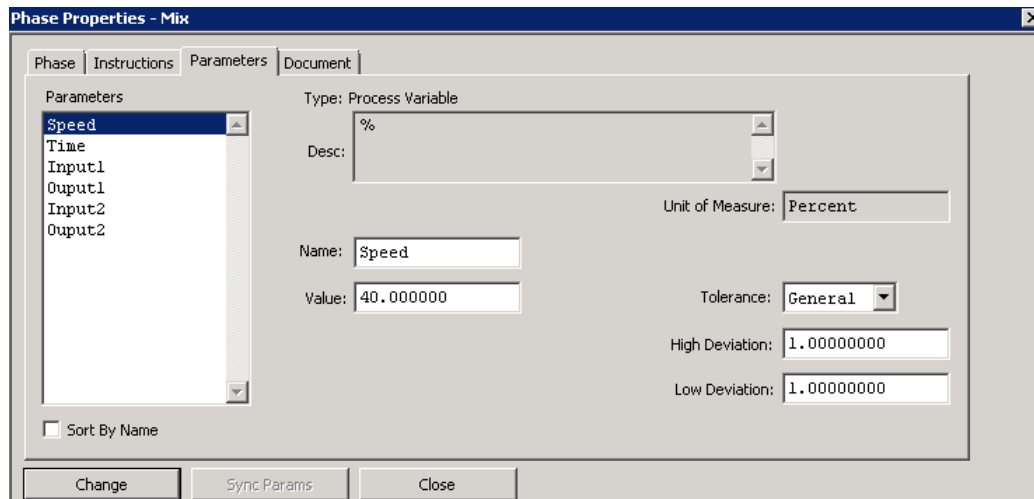 Phase Properties - Mix
Phase Instructions Parameters Document
Parameters
Speed
Time
Input1
Ouput1
Input2
Ouput2
Sort By Name
Type: Process Variable
Desc: %
Unit of Measure: Percent
Name: Speed
Value: 40.000000
Tolerance: General
High Deviation: 1.00000000
Low Deviation: 1.00000000
Change Sync Params Close